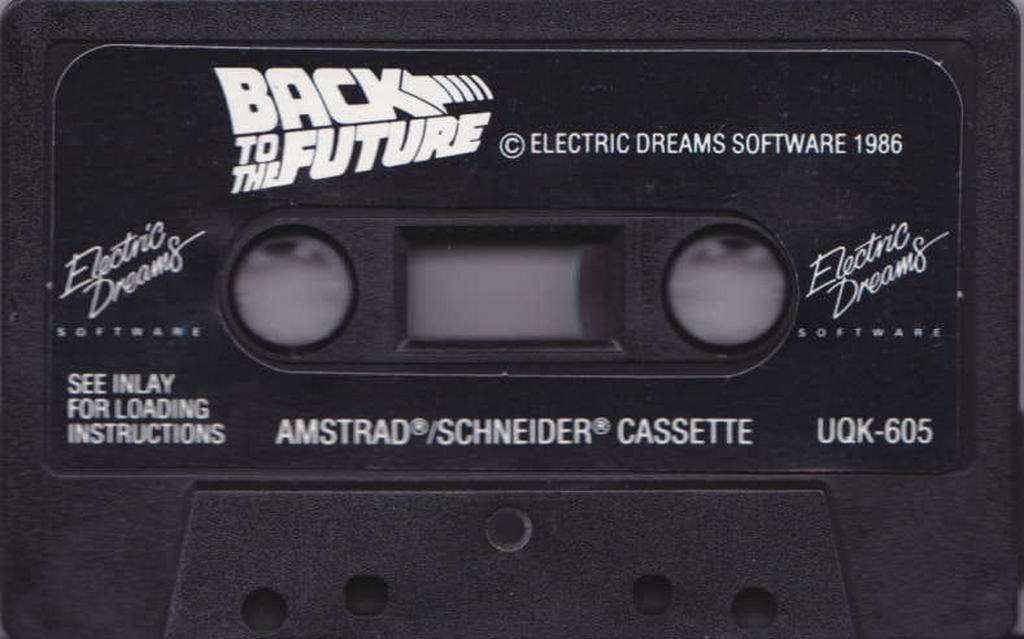 BACK
TO
THE FUTURE
© ELECTRIC DREAMS SOFTWARE 1986
Electric
Dreams
SOFTWARE
Electric
Dreams
SOFTWARE
SEE INLAY
FOR LOADING
INSTRUCTIONS
AMSTRAD®/SCHNEIDER® CASSETTE
UQK-605